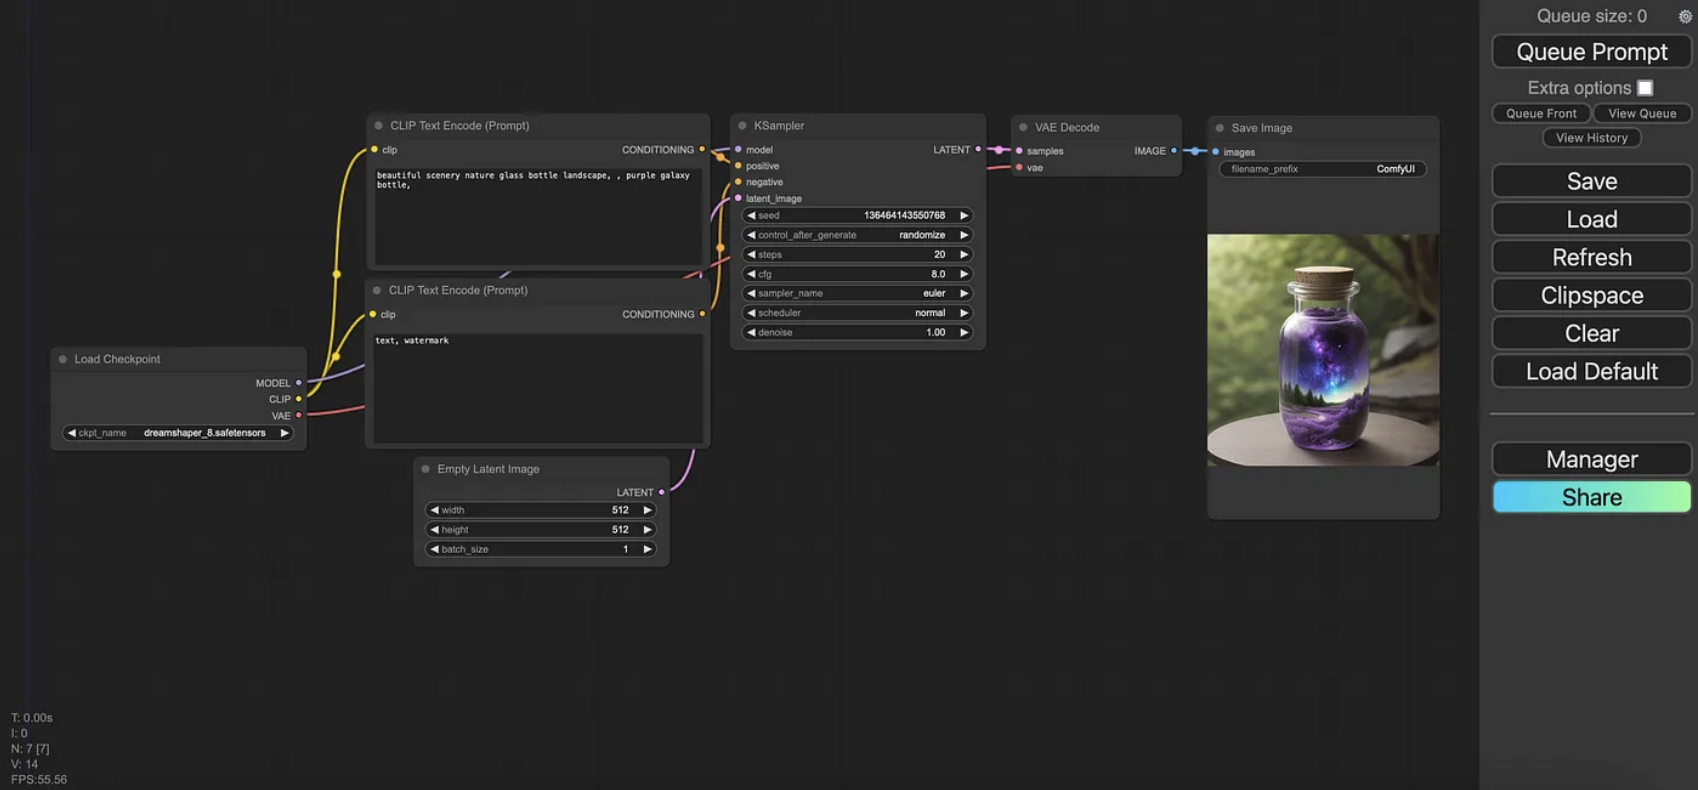 Queue size: 0
Queue Prompt
Extra options
Queue Front View Queue
View History
Save
Load
Refresh
Clipspace
Clear
Load Default
Manager
Share
Load Checkpoint
MODEL
CLIP
VAE
ckpt_name dreamshaper_8.safetensors
CLIP Text Encode (Prompt)
clip CONDITIONING
beautiful scenery nature glass bottle landscape, , purple galaxy
bottle,
CLIP Text Encode (Prompt)
clip CONDITIONING
text, watermark
Empty Latent Image
LATENT
width 512
height 512
batch_size 1
KSampler
model LATENT
positive
negative
latent_image
seed 136464143550768
control_after_generate randomize
steps 20
cfg 8.0
sampler_name euler
scheduler normal
denoise 1.00
VAE Decode
samples IMAGE
vae
Save Image
images
filename_prefix ComfyUI
T: 0.00s
I: 0
N: 7 [7]
V: 14
FPS:55.56